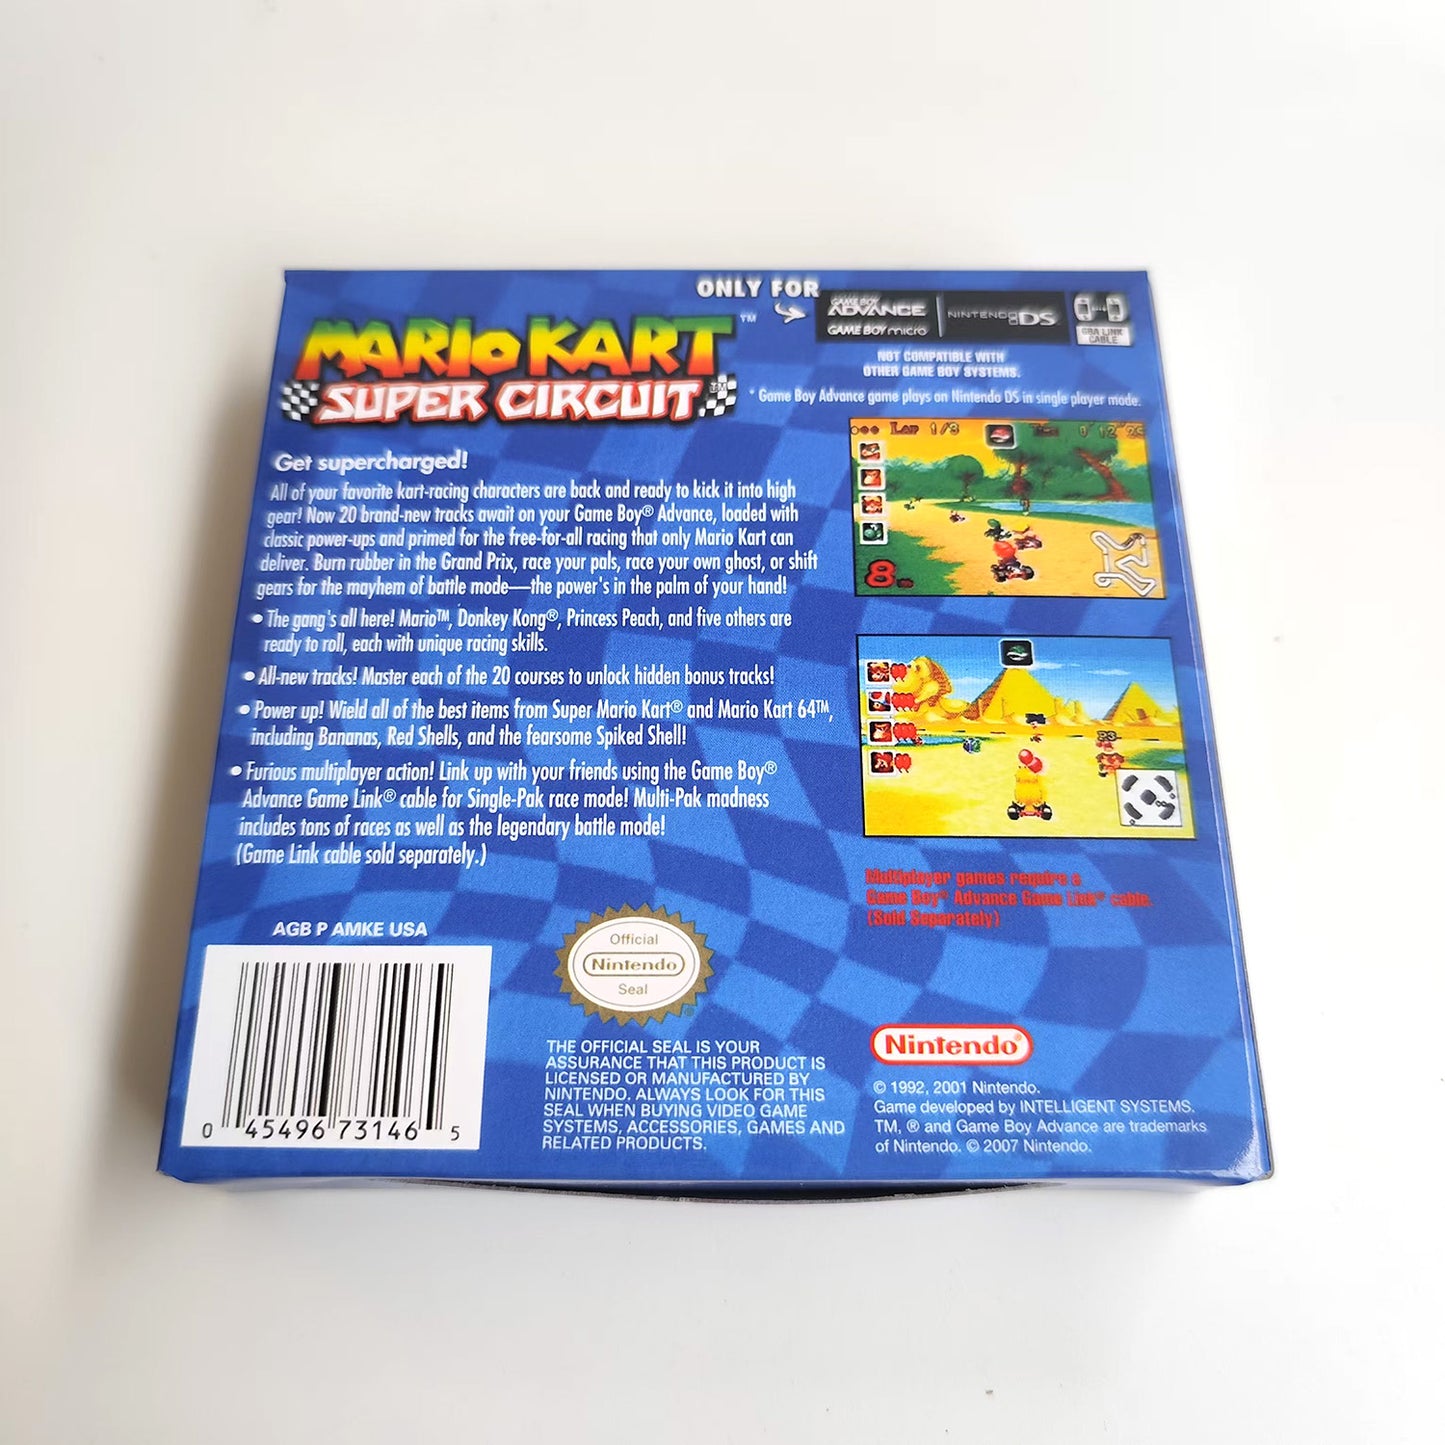 ONLY FOR
GAME BOY
ADVANCE
GAME BOY micro
NINTENDO DS
GBA LINK
CABLE
MARIO KART ™
SUPER CIRCUIT ™
NOT COMPATIBLE WITH
OTHER GAME BOY SYSTEMS.
* Game Boy Advance game plays on Nintendo DS in single player mode.
Get supercharged!
All of your favorite kart-racing characters are back and ready to kick it into high
gear! Now 20 brand-new tracks await on your Game Boy® Advance, loaded with
classic power-ups and primed for the free-for-all racing that only Mario Kart can
deliver. Burn rubber in the Grand Prix, race your pals, race your own ghost, or shift
gears for the mayhem of battle mode—the power's in the palm of your hand!
• The gang's all here! Mario™, Donkey Kong®, Princess Peach, and five others are
ready to roll, each with unique racing skills.
• All-new tracks! Master each of the 20 courses to unlock hidden bonus tracks!
• Power up! Wield all of the best items from Super Mario Kart® and Mario Kart 64™,
including Bananas, Red Shells, and the fearsome Spiked Shell!
• Furious multiplayer action! Link up with your friends using the Game Boy®
Advance Game Link® cable for Single-Pak race mode! Multi-Pak madness
includes tons of races as well as the legendary battle mode!
(Game Link cable sold separately.)
Lap 1/3
8
P3
Multiplayer games require a
Game Boy® Advance Game Link® cable.
(Sold Separately)
AGB P AMKE USA
0 45496 73146 5
Official
Nintendo
Seal
THE OFFICIAL SEAL IS YOUR
ASSURANCE THAT THIS PRODUCT IS
LICENSED OR MANUFACTURED BY
NINTENDO. ALWAYS LOOK FOR THIS
SEAL WHEN BUYING VIDEO GAME
SYSTEMS, ACCESSORIES, GAMES AND
RELATED PRODUCTS.
Nintendo®
© 1992, 2001 Nintendo.
Game developed by INTELLIGENT SYSTEMS.
TM, ® and Game Boy Advance are trademarks
of Nintendo. © 2007 Nintendo.